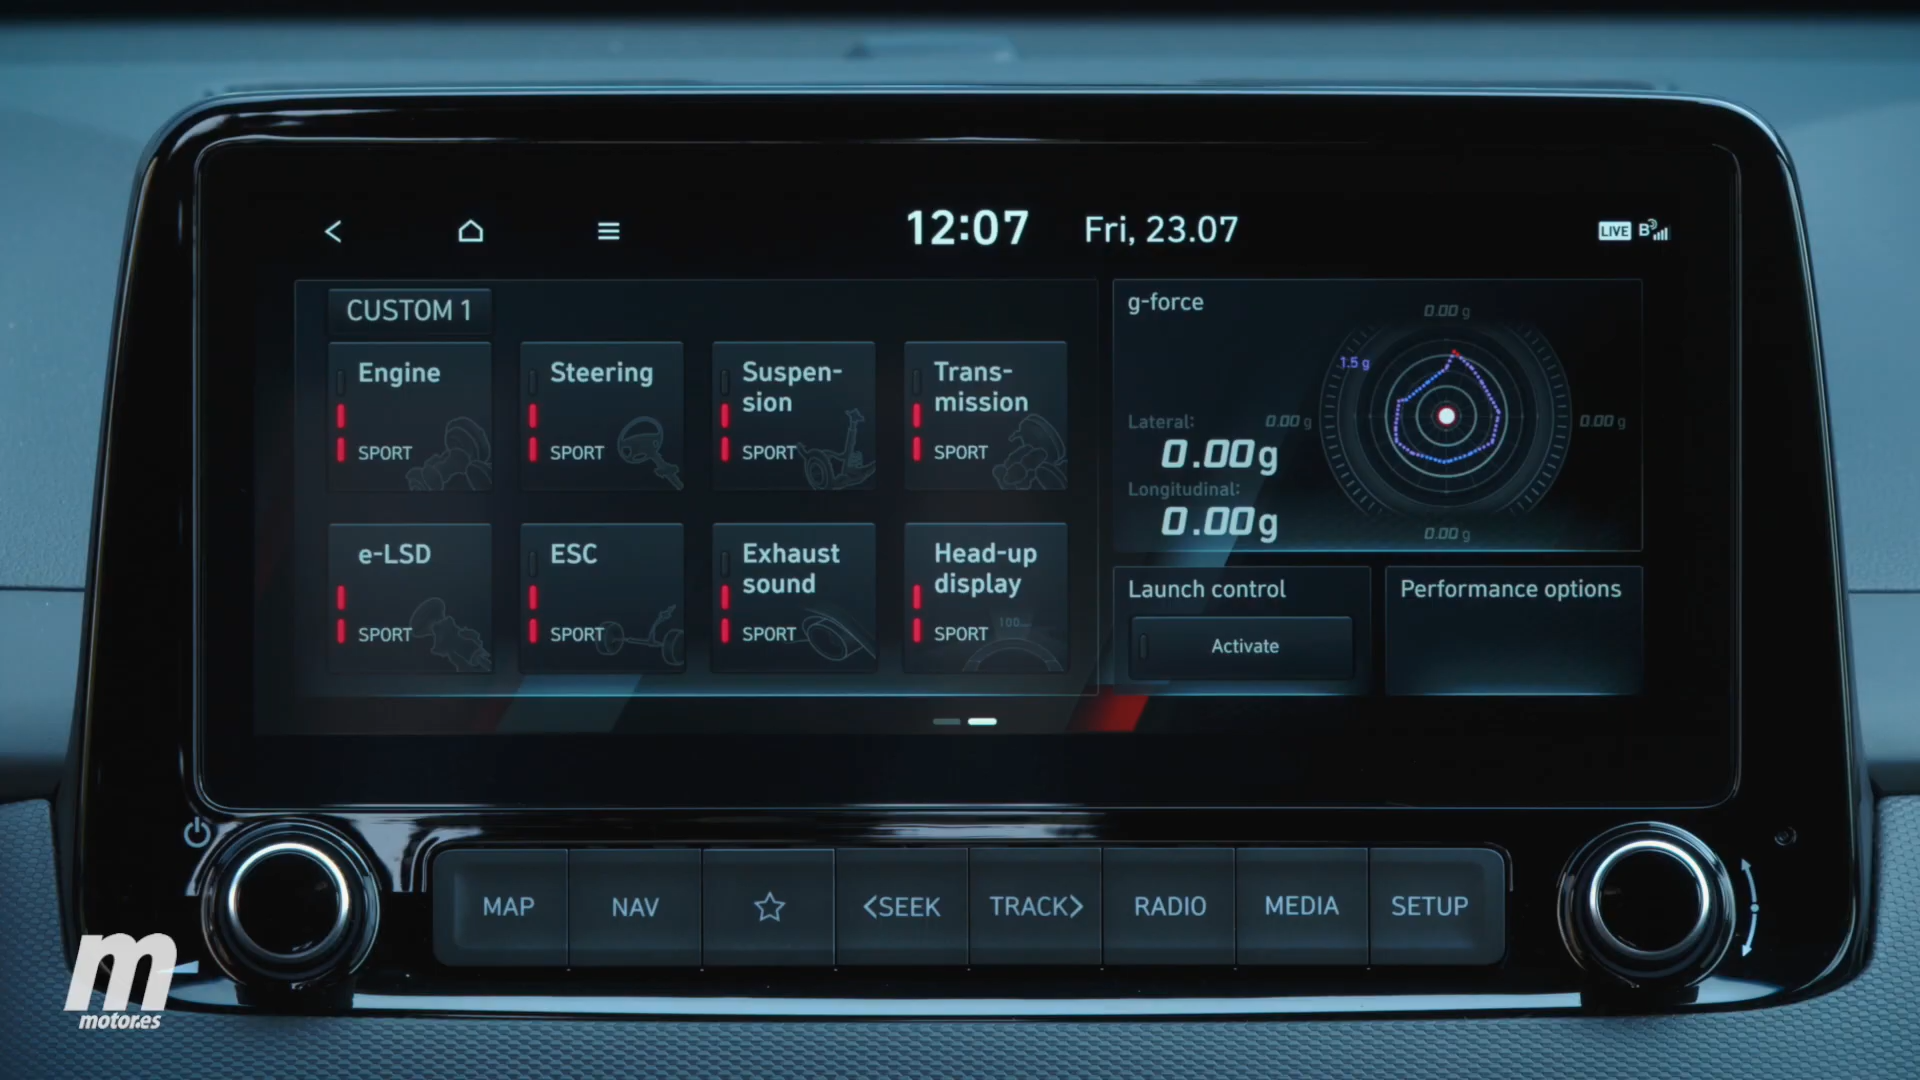 12:07 Fri, 23.07 LIVE B
CUSTOM 1
Engine
SPORT
Steering
SPORT
Suspen-
sion
SPORT
Trans-
mission
SPORT
e-LSD
SPORT
ESC
SPORT
Exhaust
sound
SPORT
Head-up
display
SPORT
100
g-force
0.00 g
1.5 g
Lateral:
0.00 g
0.00 g
0.00g
Longitudinal:
0.00g
0.00 g
Launch control
Activate
Performance options
MAP NAV <SEEK TRACK> RADIO MEDIA SETUP
m
motor.es